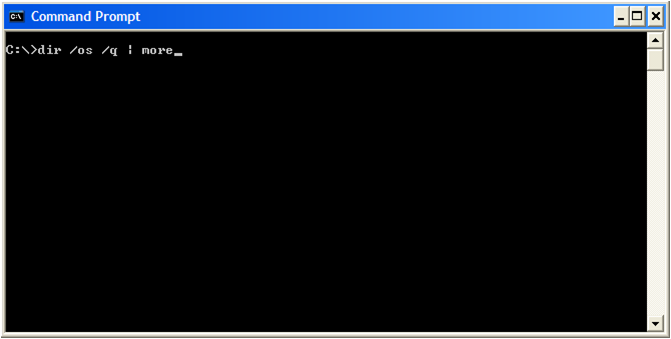 Command Prompt
C:\>dir /os /q | more_